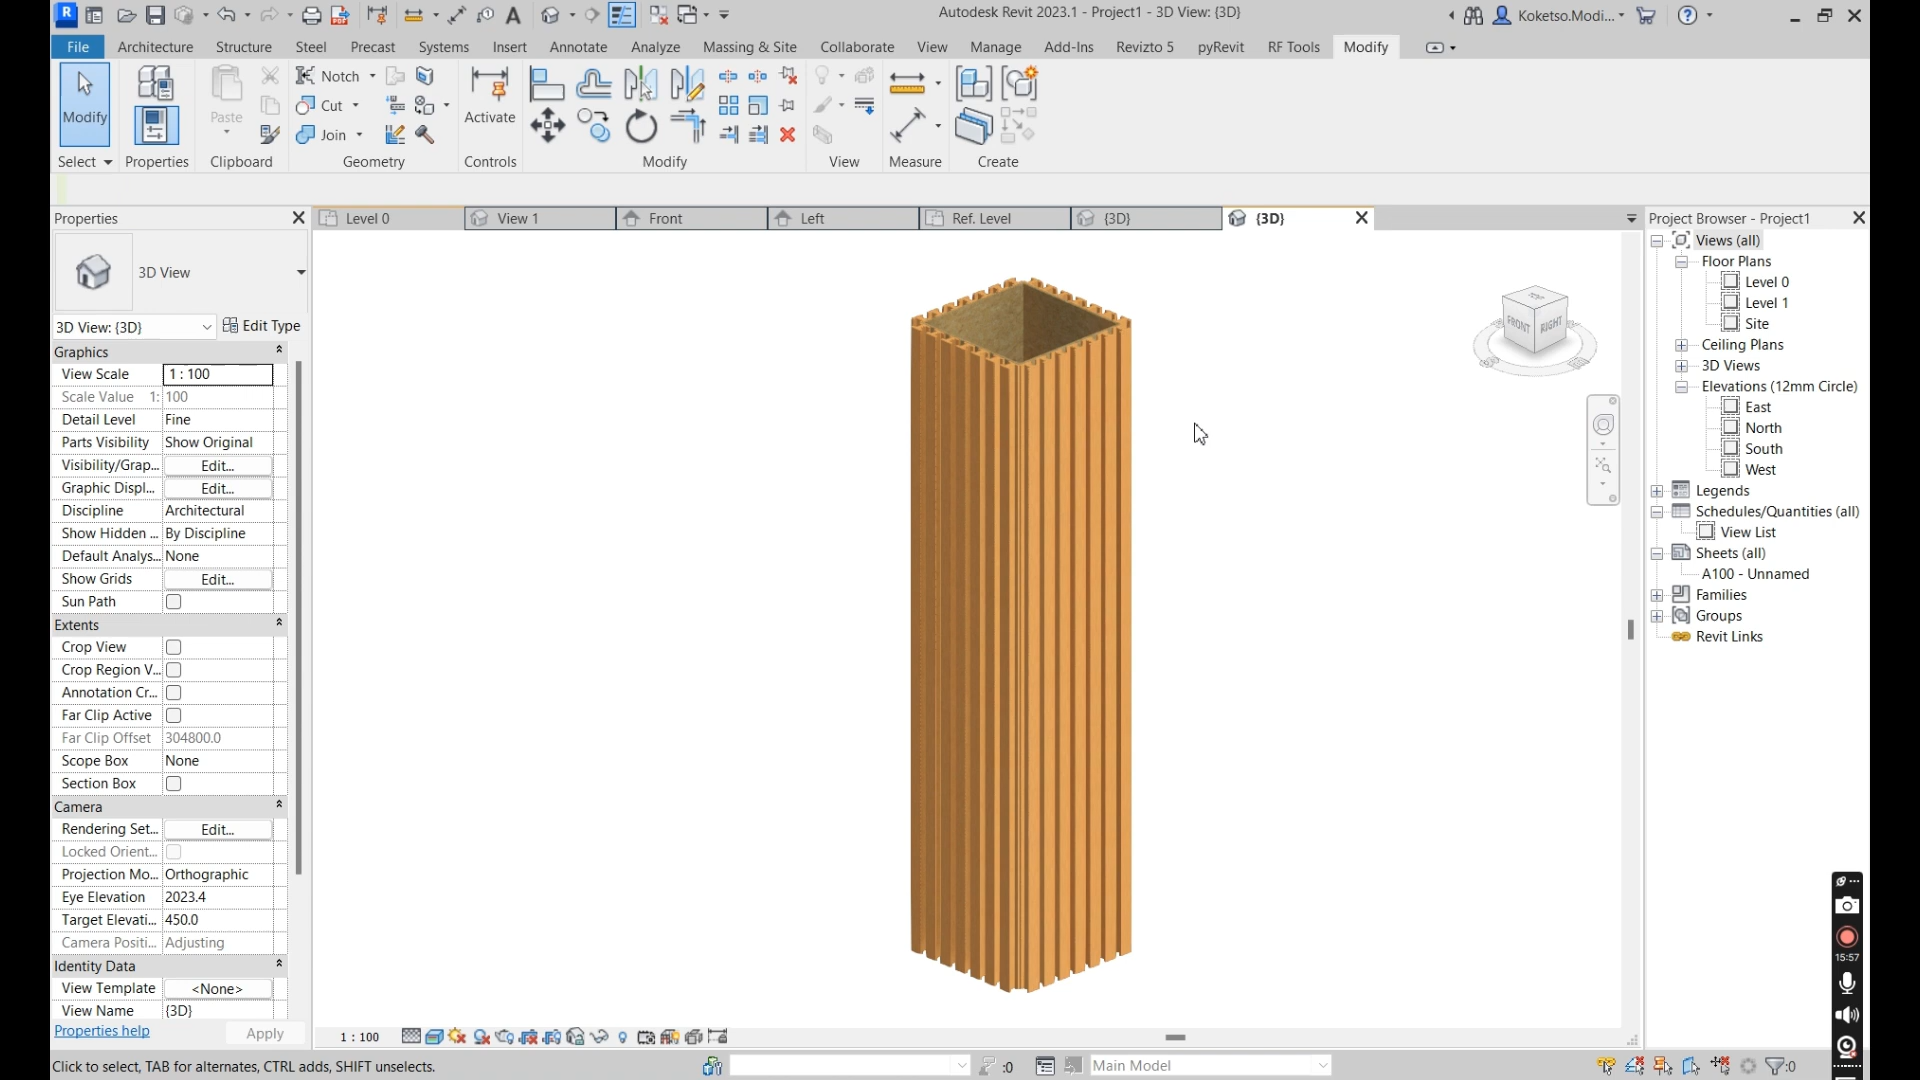 Autodesk Revit 2023.1 - Project1 - 3D View: {3D}
Koketso.Modi...
File Architecture Structure Steel Precast Systems Insert Annotate Analyze Massing & Site Collaborate View Manage Add-Ins Revizto 5 pyRevit RF Tools Modify
Modify
Paste
Notch
Cut
Join
Activate
Select Properties Clipboard Geometry Controls Modify View Measure Create
Properties
Level 0 View 1 Front Left Ref. Level {3D} {3D}
Project Browser - Project1
3D View
3D View: {3D} Edit Type
Graphics
View Scale 1 : 100
Scale Value 1: 100
Detail Level Fine
Parts Visibility Show Original
Visibility/Grap... Edit...
Graphic Displ... Edit...
Discipline Architectural
Show Hidden ... By Discipline
Default Analys... None
Show Grids Edit...
Sun Path
Extents
Crop View
Crop Region V...
Annotation Cr...
Far Clip Active
Far Clip Offset 304800.0
Scope Box None
Section Box
Camera
Rendering Set... Edit...
Locked Orient...
Projection Mo... Orthographic
Eye Elevation 2023.4
Target Elevati... 450.0
Camera Positi... Adjusting
Identity Data
View Template <None>
View Name {3D}
Properties help Apply
TOP
FRONT RIGHT
Views (all)
Floor Plans
Level 0
Level 1
Site
Ceiling Plans
3D Views
Elevations (12mm Circle)
East
North
South
West
Legends
Schedules/Quantities (all)
View List
Sheets (all)
A100 - Unnamed
Families
Groups
Revit Links
15:57
1 : 100
Click to select, TAB for alternates, CTRL adds, SHIFT unselects.
:0
Main Model
:0